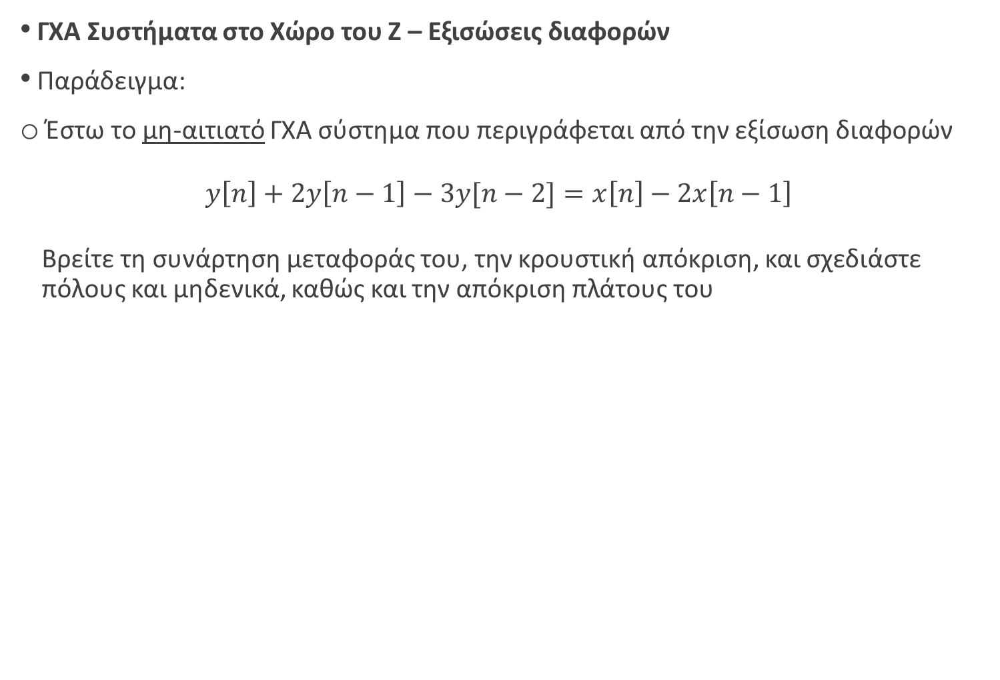 • ΓΧΑ Συστήματα στο Χώρο του Ζ – Εξισώσεις διαφορών
• Παράδειγμα:
o Έστω το μη-αιτιατό ΓΧΑ σύστημα που περιγράφεται από την εξίσωση διαφορών
y[n] + 2y[n − 1] − 3y[n − 2] = x[n] − 2x[n − 1]
Βρείτε τη συνάρτηση μεταφοράς του, την κρουστική απόκριση, και σχεδιάστε
πόλους και μηδενικά, καθώς και την απόκριση πλάτους του